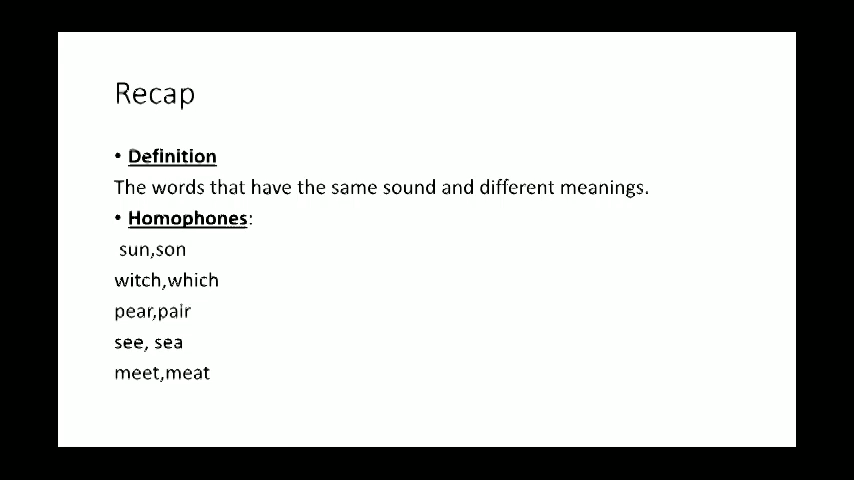 Recap
• Definition
The words that have the same sound and different meanings.
• Homophones:
sun,son
witch,which
pear,pair
see, sea
meet,meat